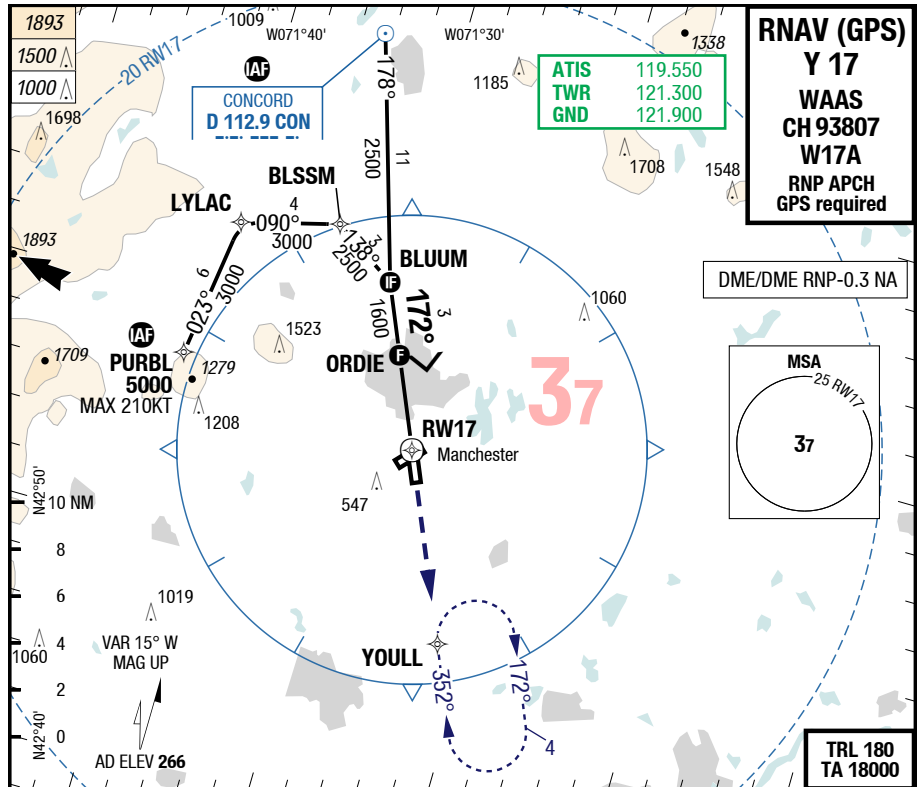 1893
1500
1000
1009
W071°40'
W071°30'
1338
RNAV (GPS)
Y 17
WAAS
CH 93807
W17A
RNP APCH
GPS required
20 RW17
IAF
178°
1185
ATIS 119.550
TWR 121.300
GND 121.900
CONCORD
D 112.9 CON
1698
11
2500
1708
1548
BLSSM
LYLAC
4
090°
3000
3
138°
2500
1893
BLUUM
IF
DME/DME RNP-0.3 NA
6
023°
3000
3
172°
1600
1060
IAF
PURBL
5000
MAX 210KT
1709
1279
1523
ORDIE
F
37
MSA
25 RW17
37
1208
RW17
Manchester
547
N42°50'
10 NM
8
6
4
2
0
N42°40'
1019
1060
VAR 15° W
MAG UP
AD ELEV 266
YOULL
352°
172°
4
TRL 180
TA 18000